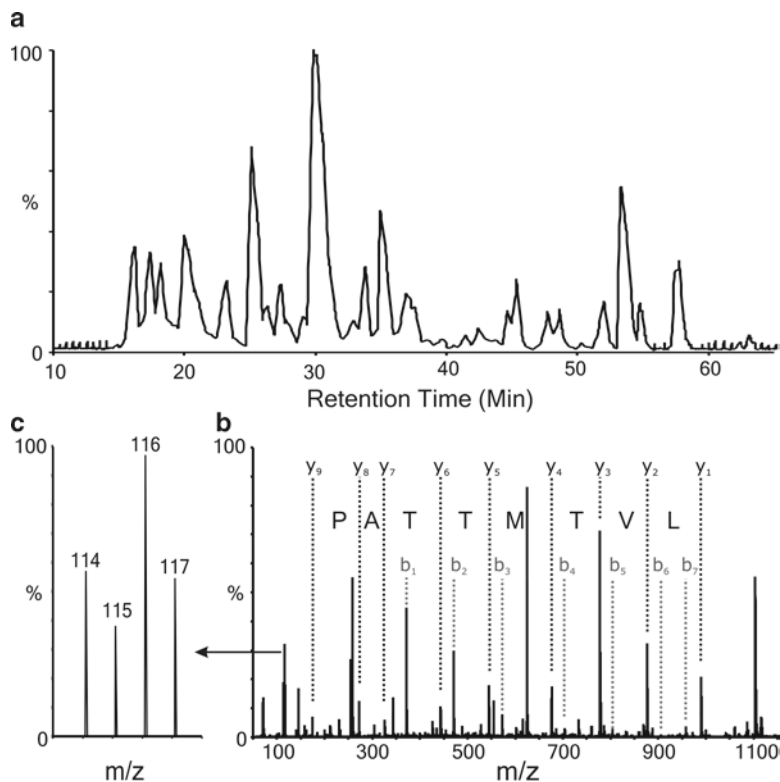 a
100
%
0
10 20 30 40 50 60
Retention Time (Min)
c
100
116
114
117
115
%
0
m/z
b
100
y₉ y₈ y₇ y₆ y₅ y₄ y₃ y₂ y₁
P A T T M T V L
b₁ b₂ b₃ b₄ b₅ b₆ b₇
%
0
100 300 500 700 900 1100
m/z